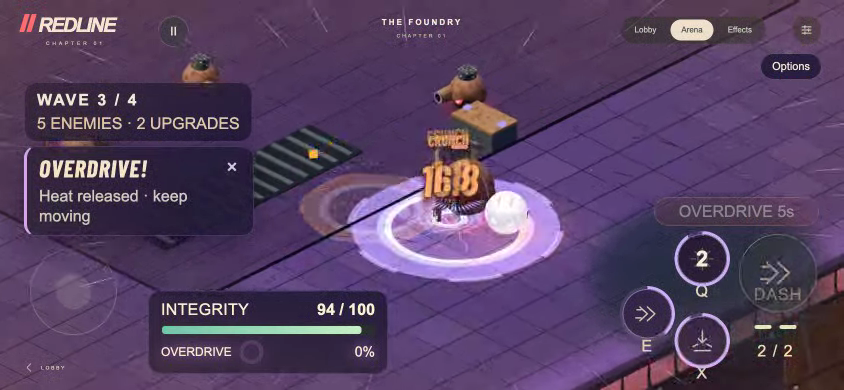 REDLINE
CHAPTER 01
THE FOUNDRY
CHAPTER 01
Lobby
Arena
Effects
Options
WAVE 3 / 4
5 ENEMIES · 2 UPGRADES
OVERDRIVE!
Heat released · keep
moving
CRUNCH
OVERDRIVE 5s
2
Q
DASH
E
X
2 / 2
INTEGRITY
94 / 100
OVERDRIVE
0%
LOBBY